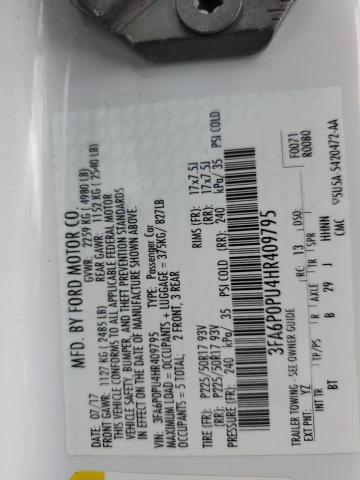 MFD. BY FORD MOTOR CO.
07/17 GVWR: 2259 KG ( 4980 LB)
FRONT GAWR: 1127 KG ( 2485 LB) REAR GAWR: 1152 KG ( 2540 LB)
THIS VEHICLE CONFORMS TO ALL APPLICABLE FEDERAL MOTOR
VEHICLE SAFETY, BUMPER, AND THEFT PREVENTION STANDARDS
IN EFFECT ON THE DATE OF MANUFACTURE SHOWN ABOVE.
VIN: 3FA6P0PU4HR409795 TYPE: Passenger Car
MAXIMUM LOAD = OCCUPANTS + LUGGAGE = 375KG/ 827LB
OCCUPANTS = 5 TOTAL: 2 FRONT, 3 REAR
TIRE (FR): P225/50R17 93V RIMS (FR): 17x7.5J
(RR): P225/50R17 93V (RR): 17x7.5J
PRESSURE (FR): 240 kPa/ 35 PSI COLD (RR): 240 kPa/ 35 PSI COLD
3FA6P0PU4HR409795
TRAILER TOWING - SEE OWNER GUIDE F0071
EXT PNT: YZ RC: 13 DSO: R0080
INT TR TP/PS R AXLE TR SPR
BT B 29 J HHNN
CMC
5USA-5420472-AA